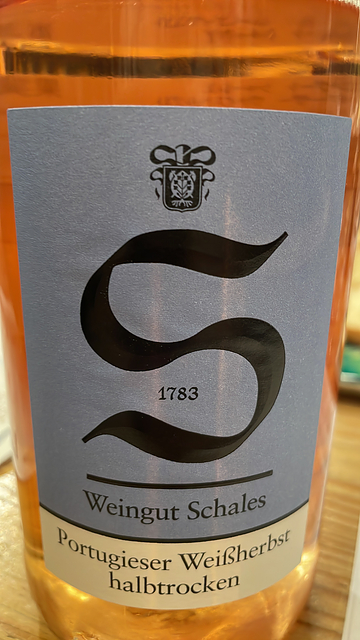 S
1783
Weingut Schales
Portugieser Weißherbst
halbtrocken